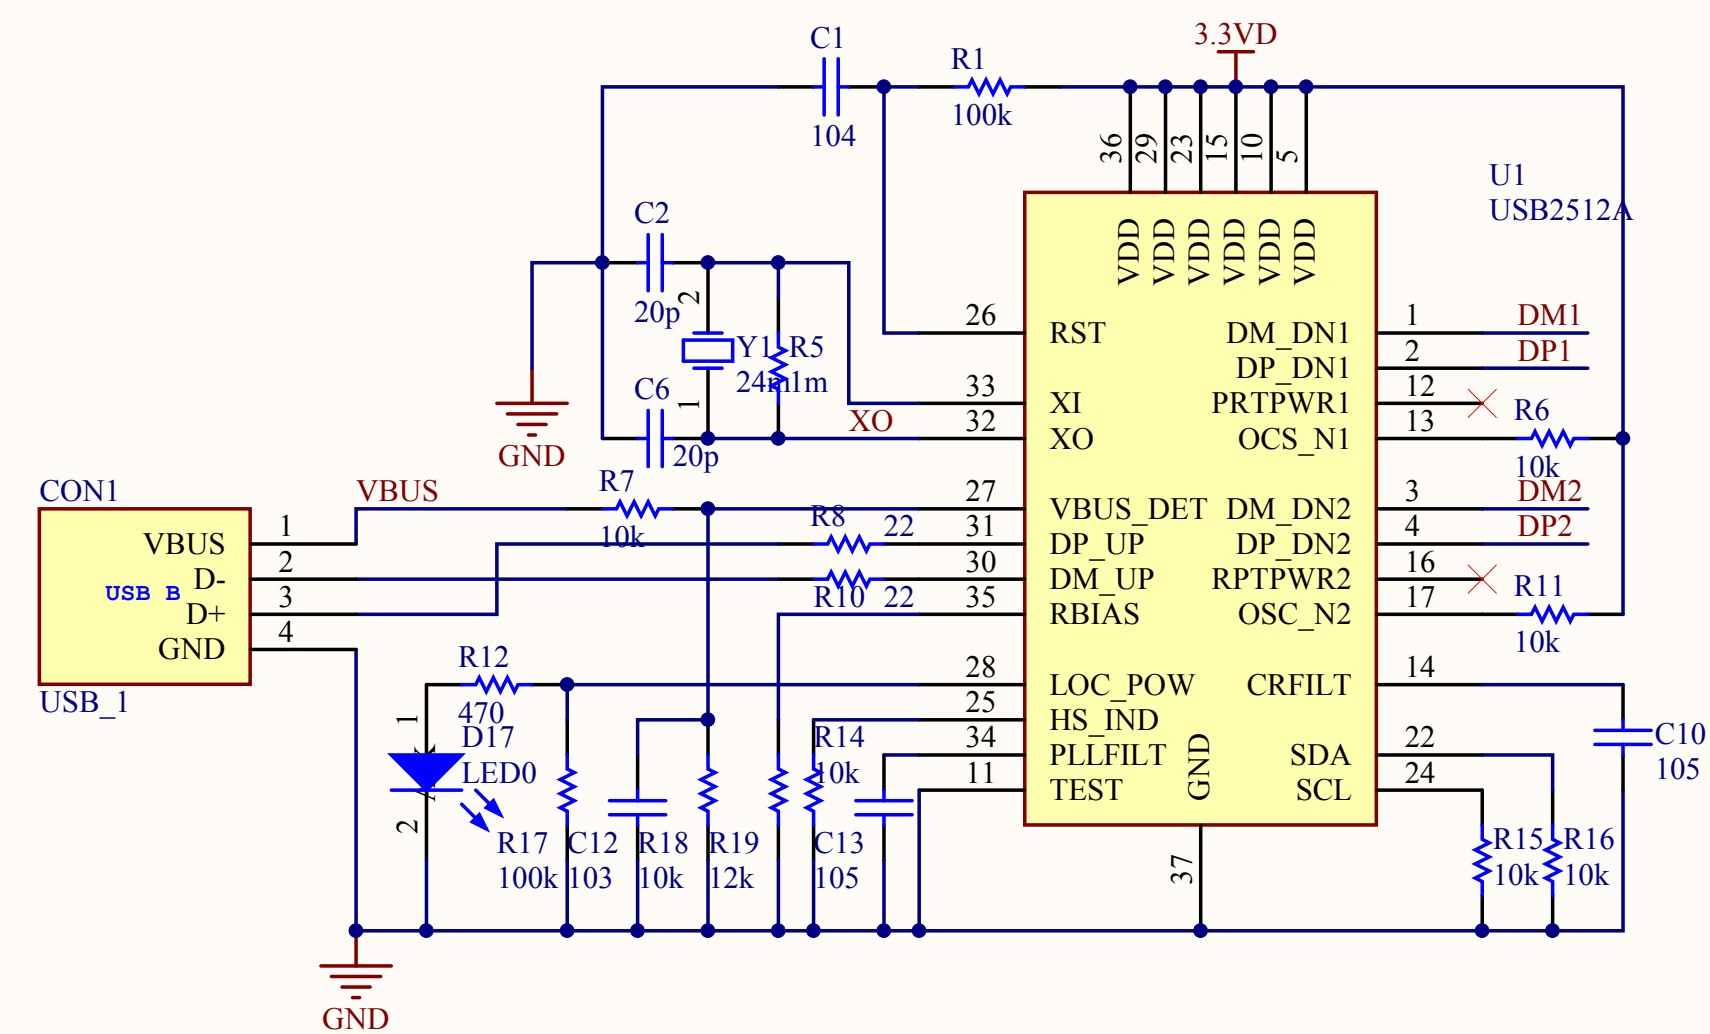 3.3VD
C1
104
R1
100k
36
29
23
15
10
5
U1
USB2512A
VDD
VDD
VDD
VDD
VDD
VDD
C2
20p
2
Y1
24m
R5
1m
C6
1
20p
GND
XO
26
RST
33
XI
32
XO
27
VBUS_DET
31
DP_UP
30
DM_UP
35
RBIAS
28
LOC_POW
25
HS_IND
34
PLLFILT
11
TEST
GND
37
DM_DN1
1
DM1
DP_DN1
2
DP1
PRTPWR1
12
OCS_N1
13
R6
10k
DM_DN2
3
DM2
DP_DN2
4
DP2
RPTPWR2
16
OSC_N2
17
R11
10k
CRFILT
14
SDA
22
SCL
24
C10
105
R15
10k
R16
10k
CON1
VBUS
1
D-
2
USB B
D+
3
GND
4
USB_1
VBUS
R7
10k
R8
22
R10
22
R12
470
1
D17
LED0
2
R14
10k
R17
100k
C12
103
R18
10k
R19
12k
C13
105
GND